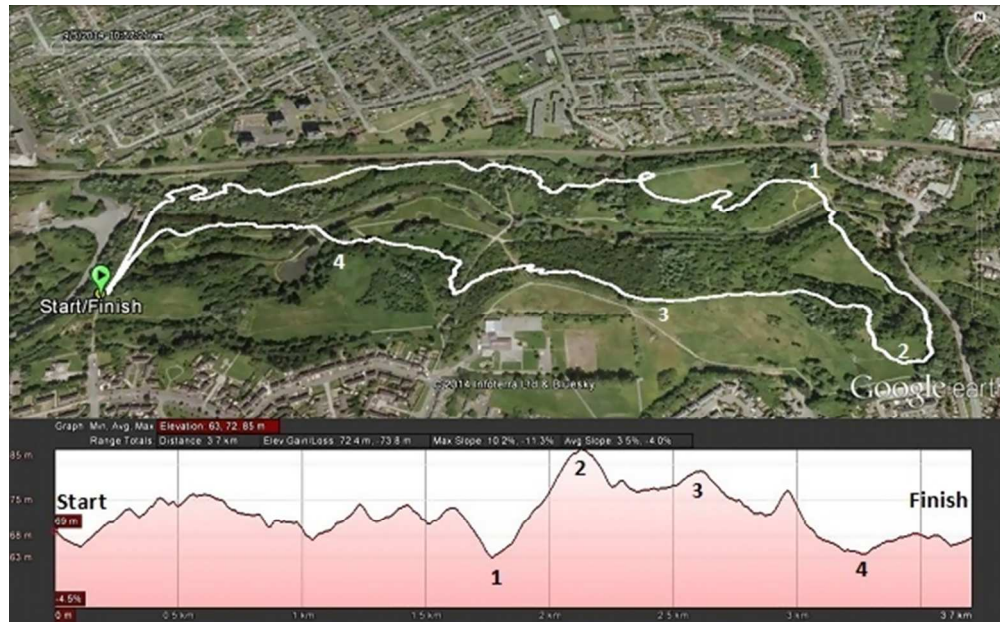 N
1
4
Start/Finish
3
2
© 2014 Infoterra Ltd & Bluesky
Google earth
Graph: Min, Avg, Max Elevation: 63, 72, 85 m
Range Totals: Distance: 3.7 km Elev Gain/Loss: 72.4 m, -73.8 m Max Slope: 10.2%, -11.3% Avg Slope: 3.5%, -4.0%
85 m
2
3
75 m
Start
Finish
69 m
68 m
63 m
1
4
-4.5%
0 m 0.5 km 1 km 1.5 km 2 km 2.5 km 3 km 3.7 km